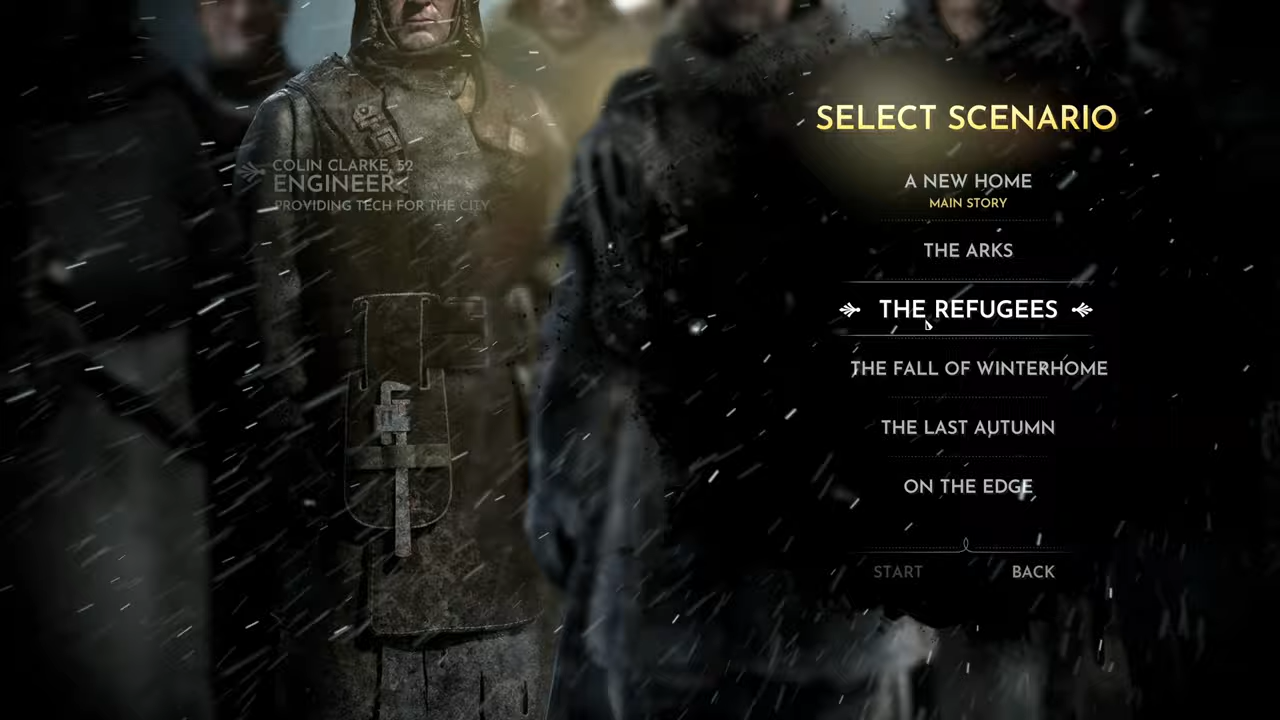 COLIN CLARKE, 52
ENGINEER
PROVIDING TECH FOR THE CITY
SELECT SCENARIO
A NEW HOME
MAIN STORY
THE ARKS
THE REFUGEES
THE FALL OF WINTERHOME
THE LAST AUTUMN
ON THE EDGE
START BACK